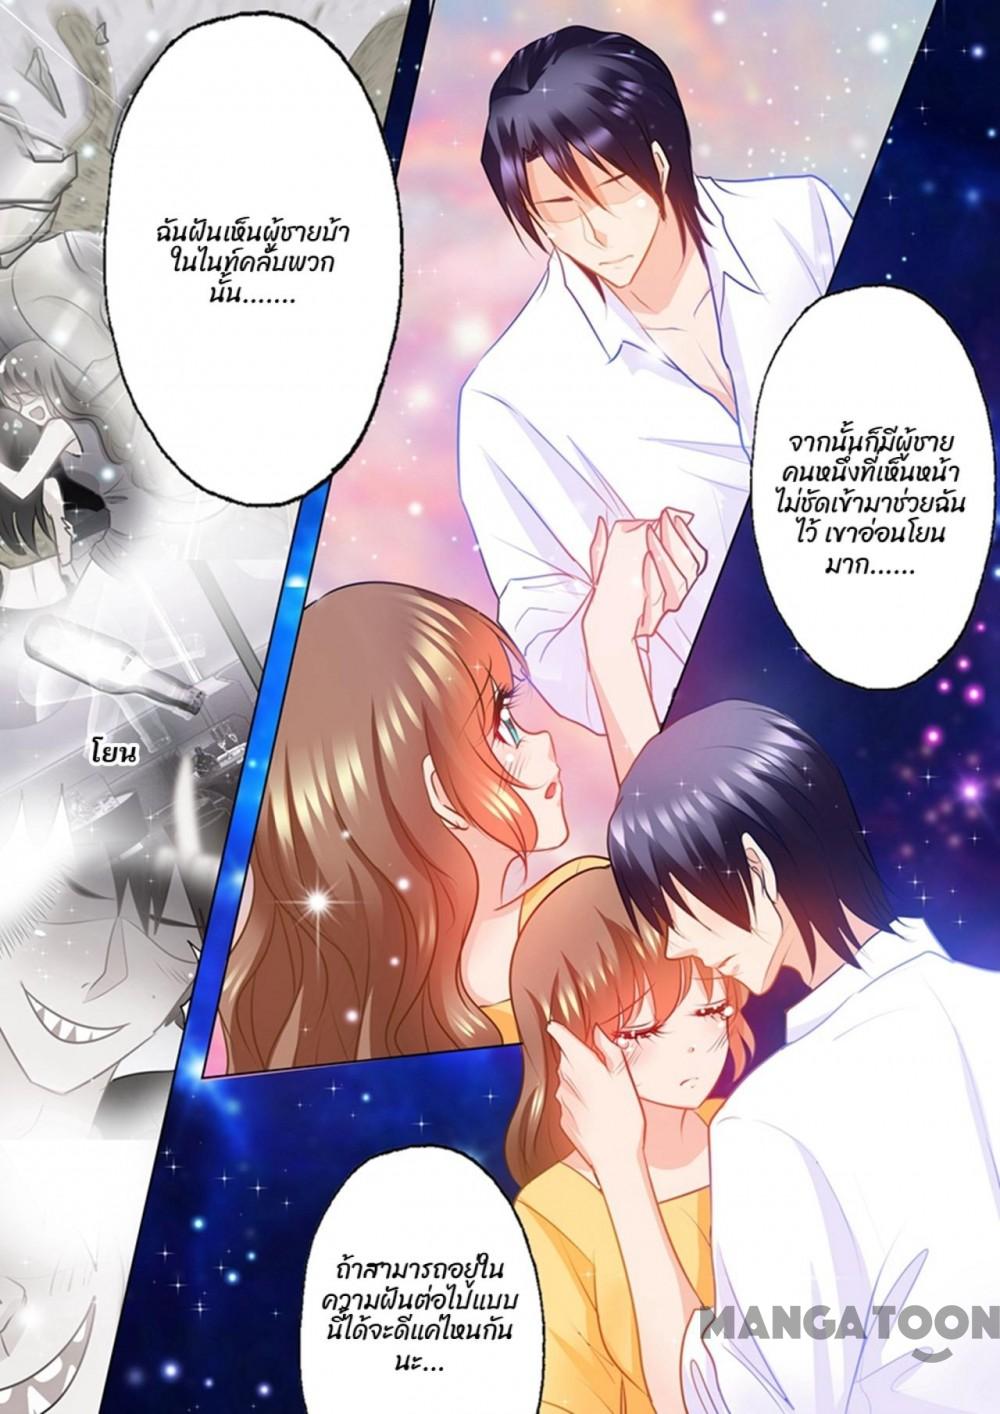 ฉันฝันเห็นผู้ชายบ้า
ในไนท์คลับพวก
นั้น.......
จากนั้นก็มีผู้ชาย
คนหนึ่งที่เห็นหน้า
ไม่ชัดเข้ามาช่วยฉัน
ไว้ เขาอ่อนโยน
มาก......
โยน
ถ้าสามารถอยู่ใน
ความฝันต่อไปแบบ
นี้ได้จะดีแค่ไหนกัน
นะ...
MANGATOON